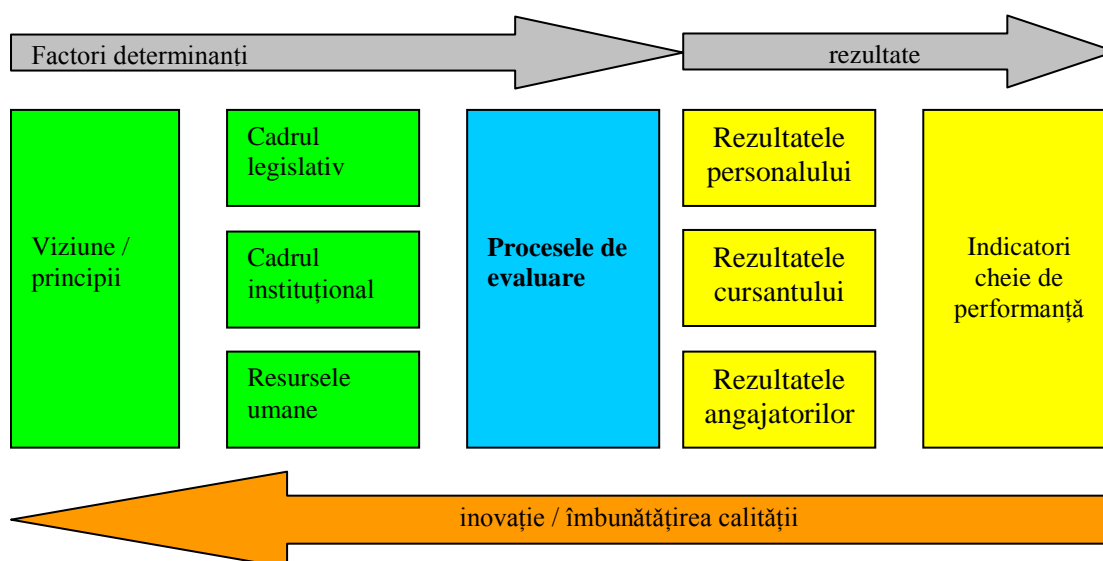 Factori determinanți
rezultate
Viziune /
principii
Cadrul
legislativ
Cadrul
instituțional
Resursele
umane
Procesele de
evaluare
Rezultatele
personalului
Rezultatele
cursantului
Rezultatele
angajatorilor
Indicatori
cheie de
performanță
inovație / îmbunătățirea calității